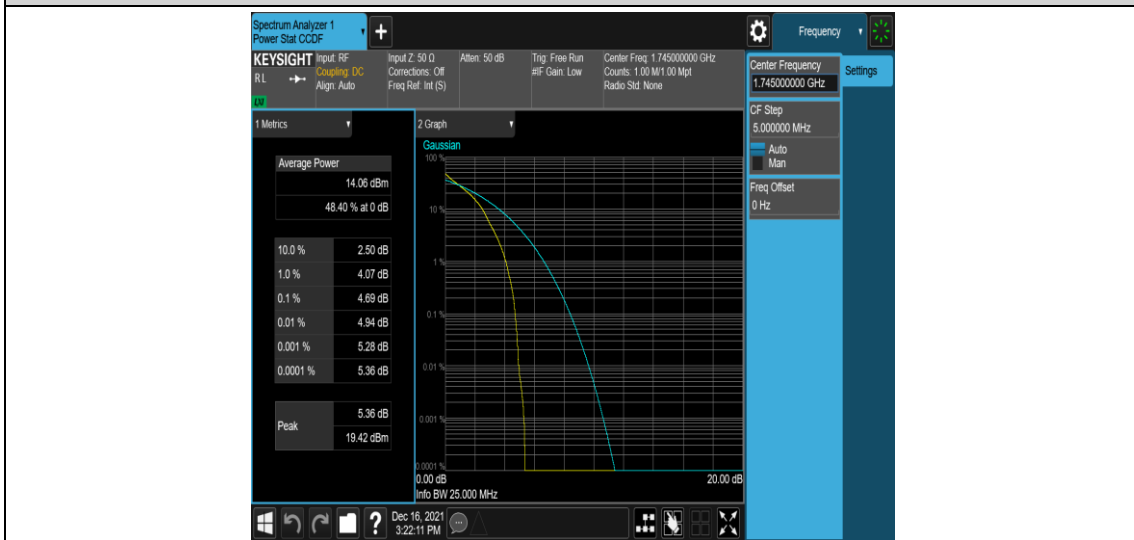 Spectrum Analyzer 1
Power Stat CCDF
+
Frequency
KEYSIGHT
RL
LXI
Input: RF
Coupling: DC
Align: Auto
Input Z: 50 Ω
Corrections: Off
Freq Ref: Int (S)
Atten: 50 dB
Trig: Free Run
#IF Gain: Low
Center Freq: 1.745000000 GHz
Counts: 1.00 M/1.00 Mpt
Radio Std: None
Center Frequency
1.745000000 GHz
Settings
CF Step
5.000000 MHz
Auto
Man
Freq Offset
0 Hz
1 Metrics
Average Power
14.06 dBm
48.40 % at 0 dB
10.0 % 2.50 dB
1.0 % 4.07 dB
0.1 % 4.69 dB
0.01 % 4.94 dB
0.001 % 5.28 dB
0.0001 % 5.36 dB
Peak
5.36 dB
19.42 dBm
2 Graph
Gaussian
100 %
10 %
1 %
0.1 %
0.01 %
0.001 %
0.0001 %
0.00 dB 20.00 dB
Info BW 25.000 MHz
?
Dec 16, 2021
3:22:11 PM